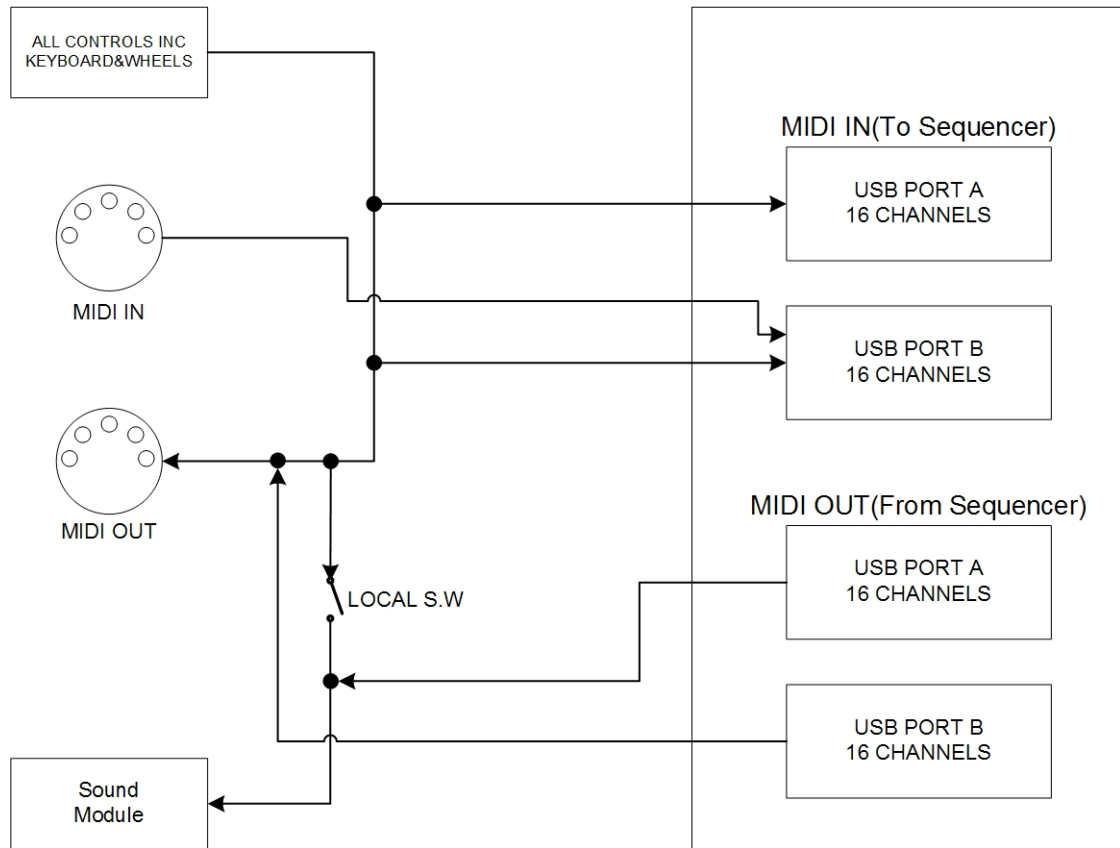 ALL CONTROLS INC
KEYBOARD&WHEELS
MIDI IN(To Sequencer)
USB PORT A
16 CHANNELS
MIDI IN
USB PORT B
16 CHANNELS
MIDI OUT
MIDI OUT(From Sequencer)
USB PORT A
16 CHANNELS
LOCAL S.W
USB PORT B
16 CHANNELS
Sound
Module